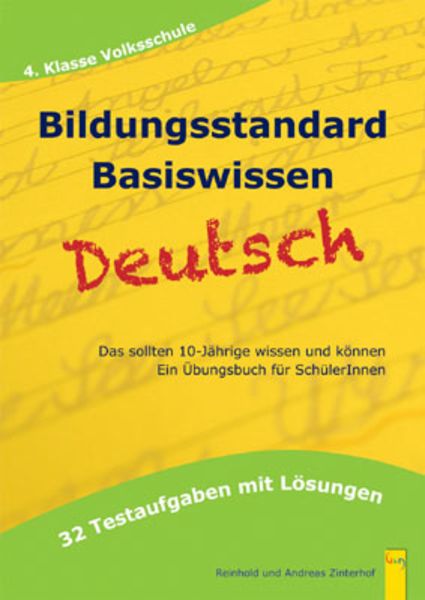 4. Klasse Volksschule
Bildungsstandard
Basiswissen
Deutsch
Das sollten 10-Jährige wissen und können
Ein Übungsbuch für SchülerInnen
32 Testaufgaben mit Lösungen
Reinhold und Andreas Zinterhof
G&G